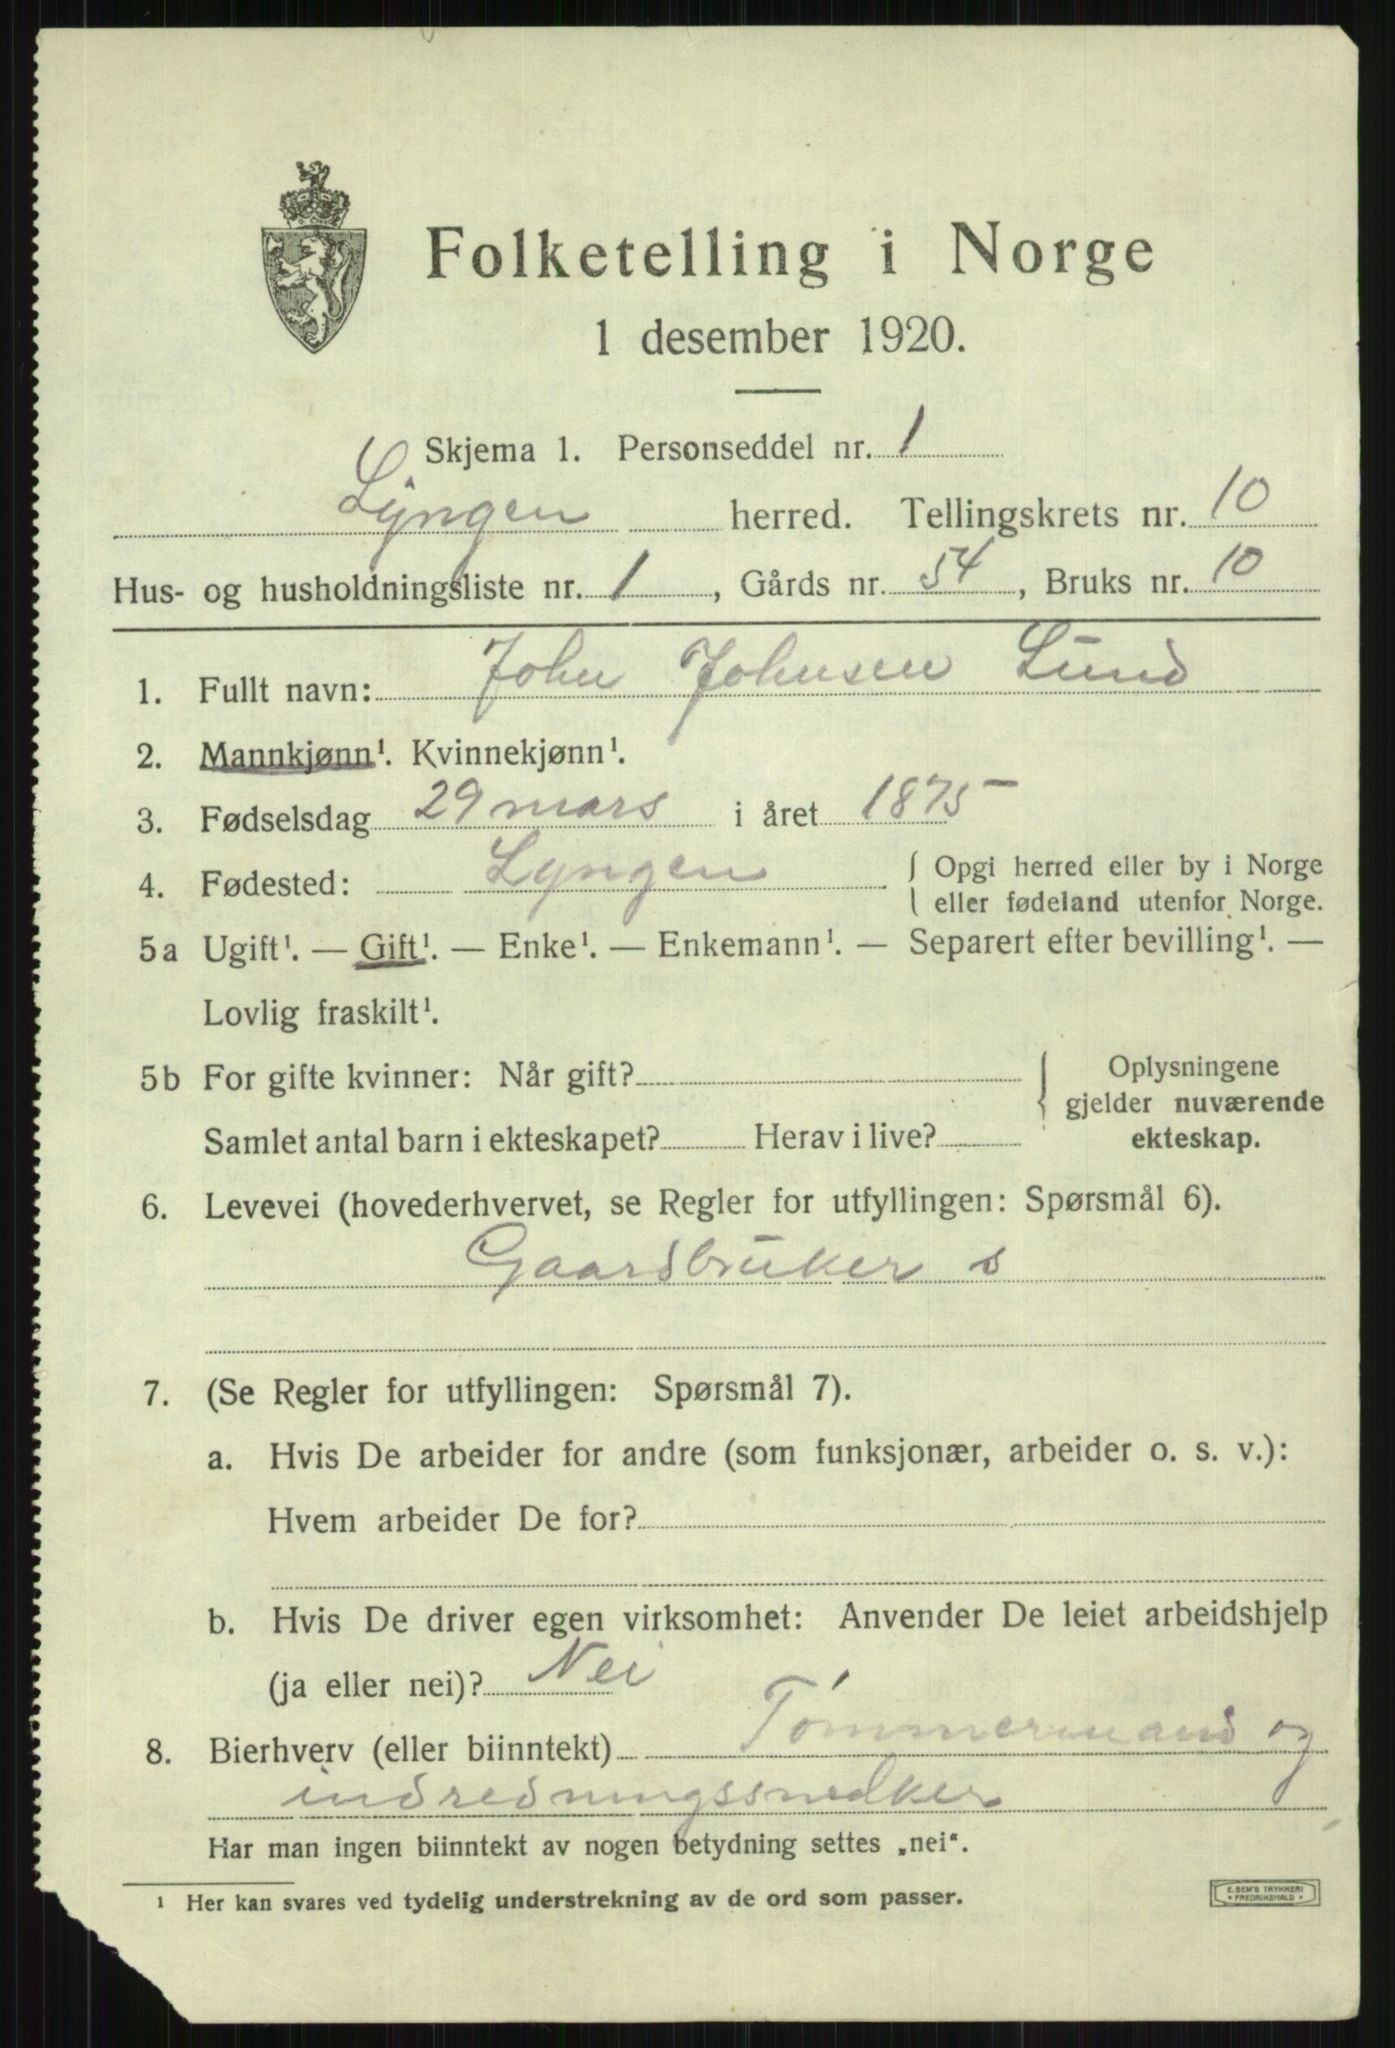 Folketelling i Norge
1 desember 1920.
Skjema 1. Personseddel nr. 1
Lyngen herred. Tellingskrets nr. 10
Hus- og husholdningsliste nr. 1, Gårds nr. 54, Bruks nr. 10
1. Fullt navn: John Johnsen Lund
2. Mannkjønn¹. Kvinnekjønn¹.
3. Fødselsdag 29 mars i året 1875
4. Fødested: Lyngen { Opgi herred eller by i Norge
eller fødeland utenfor Norge.
5a Ugift¹. — Gift¹. — Enke¹. — Enkemann¹. — Separert efter bevilling¹. —
Lovlig fraskilt¹.
5b For gifte kvinner: Når gift? { Oplysningene
gjelder nuværende
Samlet antal barn i ekteskapet? Herav i live? ekteskap.
6. Levevei (hovederhvervet, se Regler for utfyllingen: Spørsmål 6).
Gaardbruker s
7. (Se Regler for utfyllingen: Spørsmål 7).
a. Hvis De arbeider for andre (som funksjonær, arbeider o. s. v.):
Hvem arbeider De for?
b. Hvis De driver egen virksomhet: Anvender De leiet arbeidshjelp
(ja eller nei)? Nei
8. Bierhverv (eller biinntekt) Tømmermand og
indredningssnedker
Har man ingen biinntekt av nogen betydning settes „nei“.
¹ Her kan svares ved tydelig understrekning av de ord som passer.
E. SEM'S TRYKKERI
FREDRIKSHALD